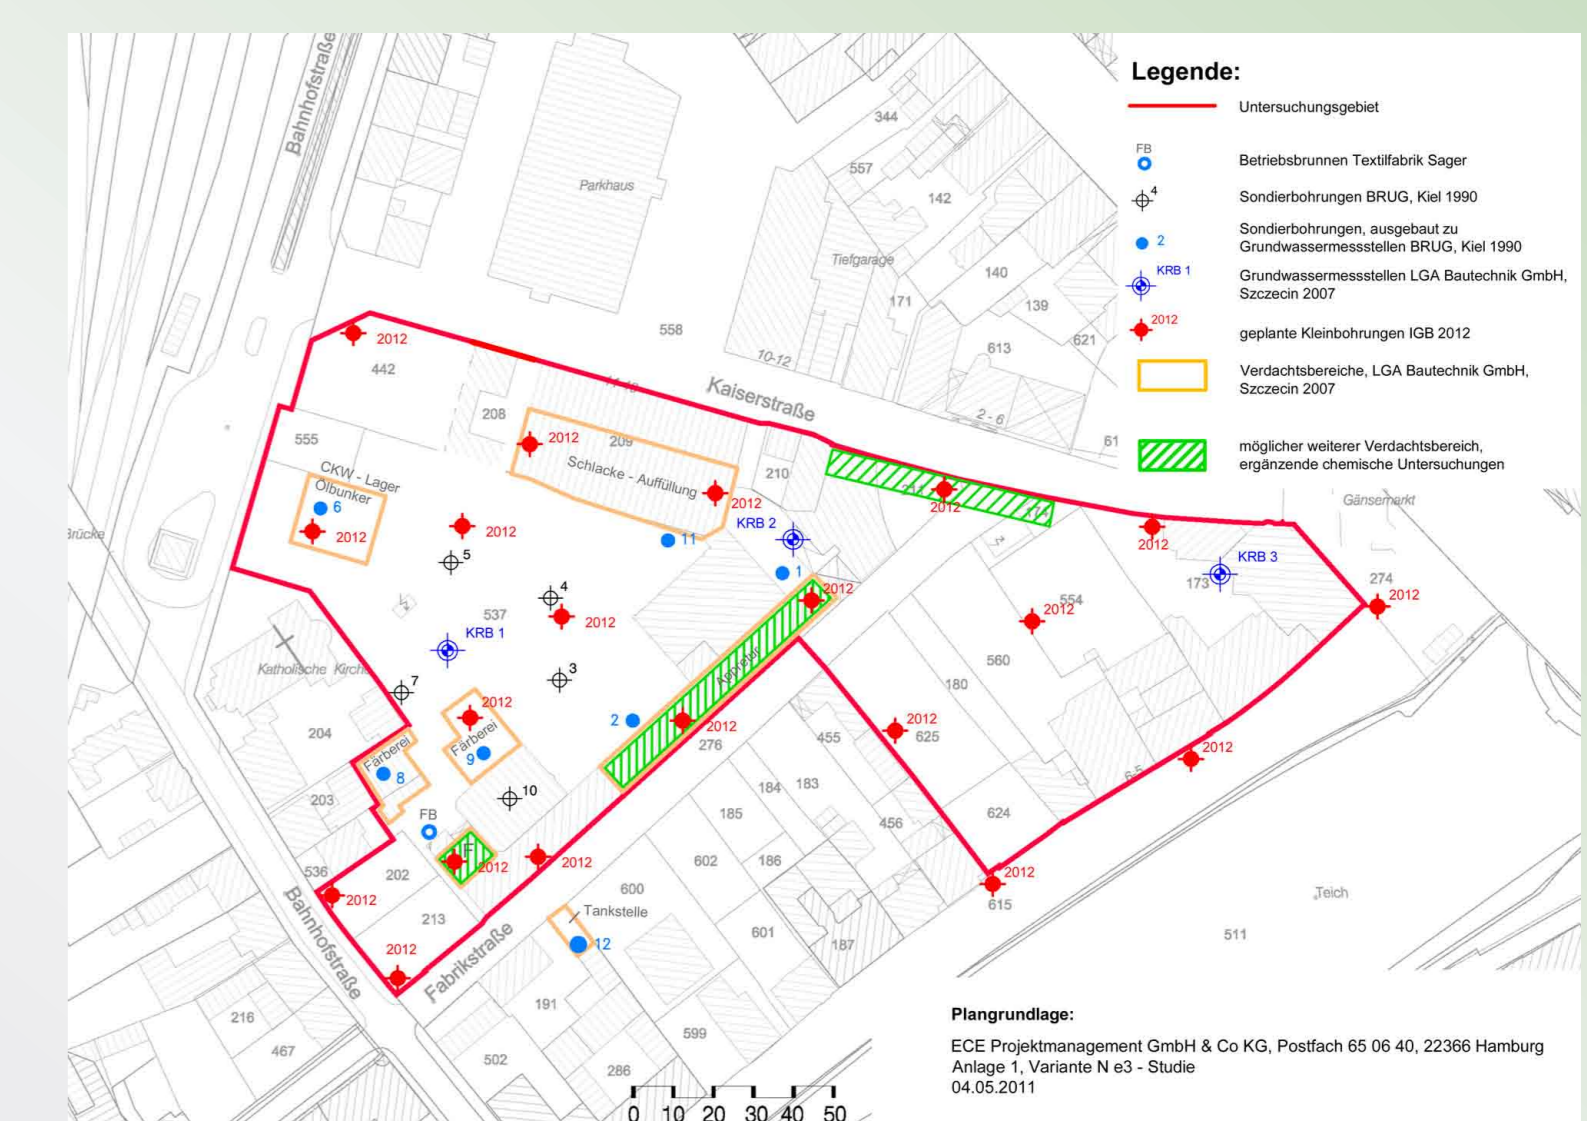 Legende:
Untersuchungsgebiet
FB
Betriebsbrunnen Textilfabrik Sager
4
Sondierbohrungen BRUG, Kiel 1990
2
Sondierbohrungen, ausgebaut zu
Grundwassermessstellen BRUG, Kiel 1990
KRB 1
Grundwassermessstellen LGA Bautechnik GmbH,
Szczecin 2007
2012
geplante Kleinbohrungen IGB 2012
Verdachtsbereiche, LGA Bautechnik GmbH,
Szczecin 2007
möglicher weiterer Verdachtsbereich,
ergänzende chemische Untersuchungen
Bahnhofstraße
Parkhaus
344
557
142
Tiefgarage
140
171
139
558
621
613
10-12
Kaiserstraße
2 - 6
61
2012
442
208
209
2012
Schlacke - Auffüllung
2012
210
555
CKW - Lager
Ölbunker
6
2012
2012
5
KRB 2
11
1
2012
174
2012
Gänsemarkt
KRB 3
173
274
2012
Brücke
4
2012
537
KRB 1
2012
554
2012
560
180
Katholische Kirch
7
3
Appretur
2
2012
276
204
2012
Färberei
9
Färberei
8
203
10
FB
F
2012
2012
536
202
2012
213
2012
Bahnhofstraße
Fabrikstraße
455
2012
625
2012
6-5
184
183
185
456
624
602
186
2012
615
600
Tankstelle
12
601
187
Teich
511
216
467
191
502
599
286
0 10 20 30 40 50
Plangrundlage:
ECE Projektmanagement GmbH & Co KG, Postfach 65 06 40, 22366 Hamburg
Anlage 1, Variante N e3 - Studie
04.05.2011